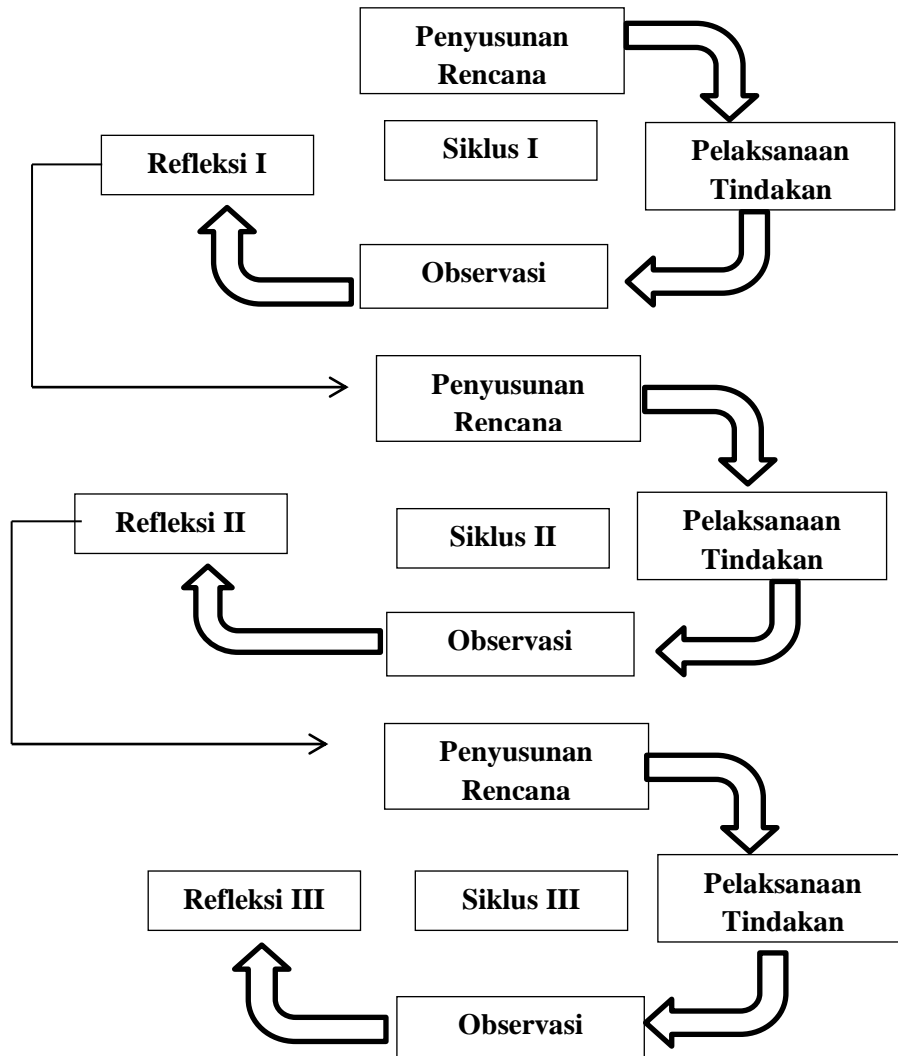 Penyusunan
Rencana
Siklus I
Refleksi I
Pelaksanaan
Tindakan
Observasi
Penyusunan
Rencana
Refleksi II
Siklus II
Pelaksanaan
Tindakan
Observasi
Penyusunan
Rencana
Refleksi III
Siklus III
Pelaksanaan
Tindakan
Observasi